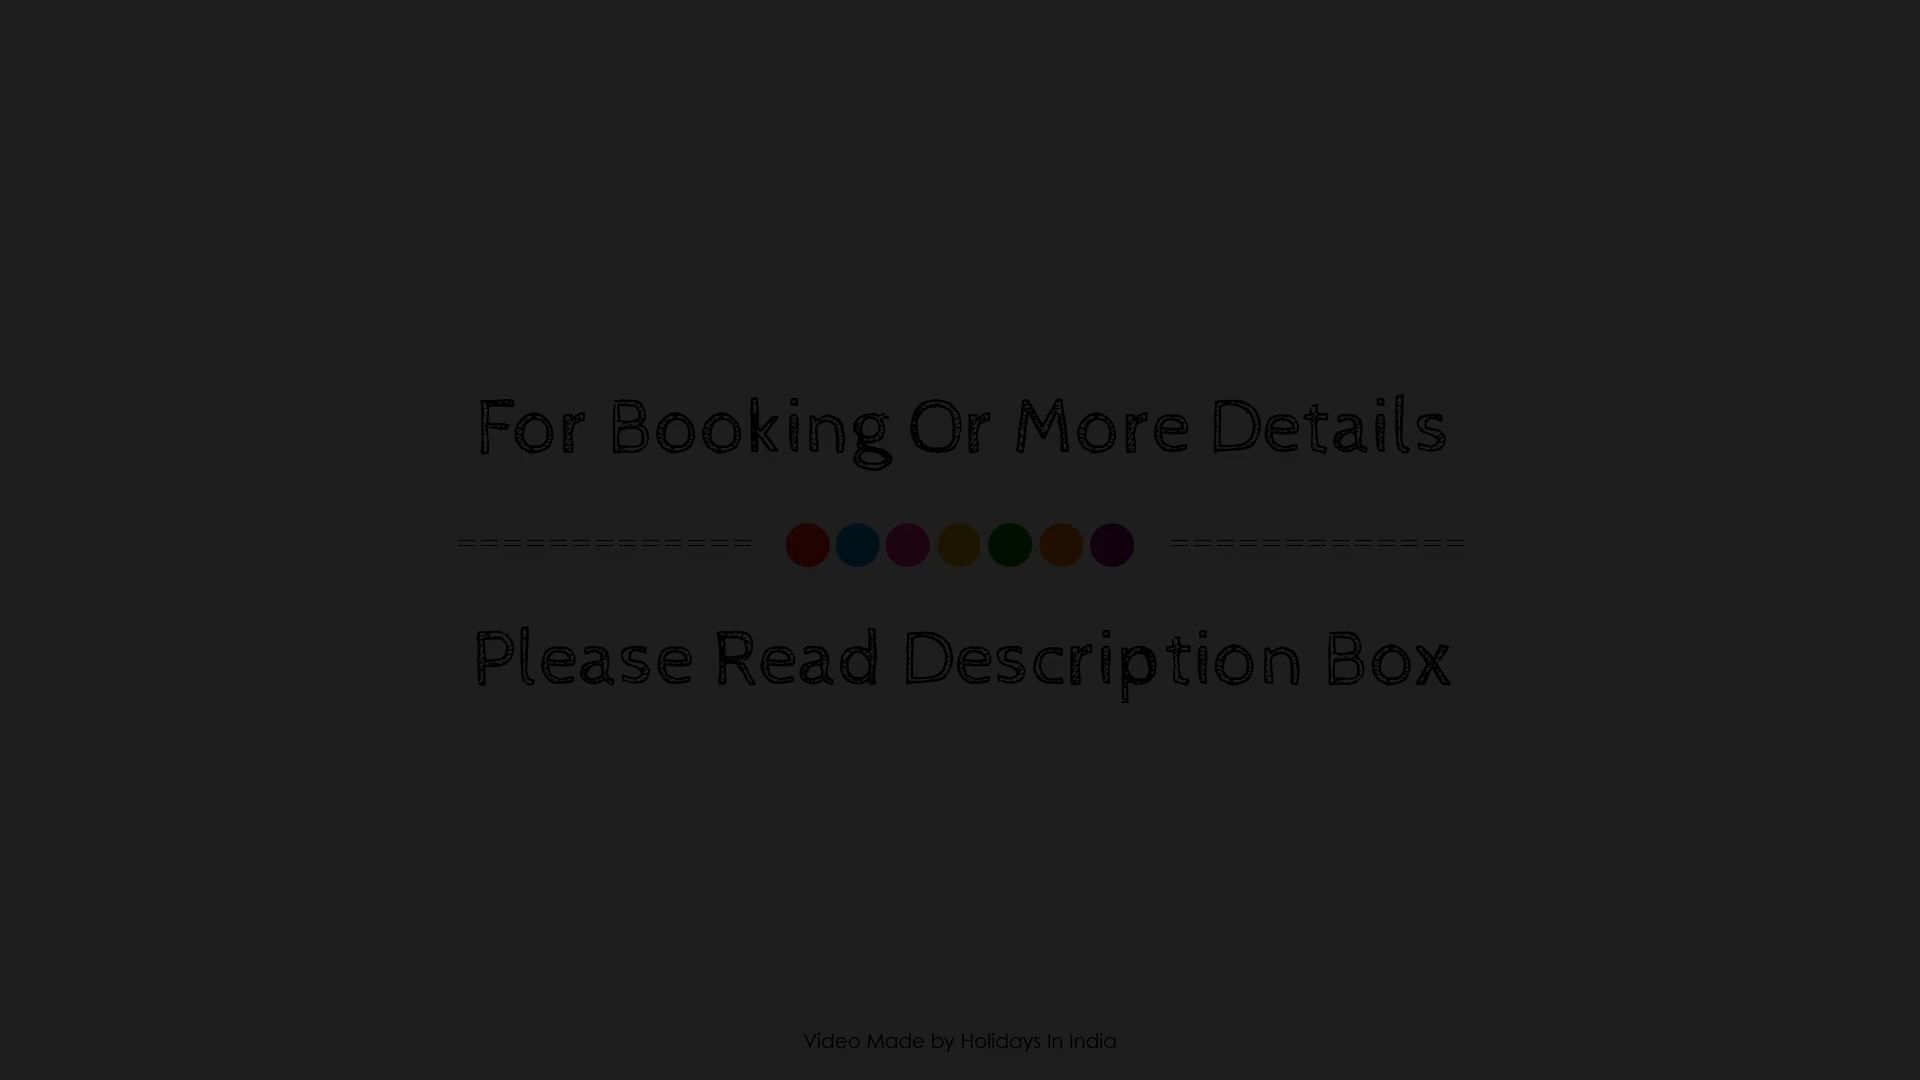 For Booking Or More Details
============= =============
Please Read Description Box
Video Made by Holidays In India